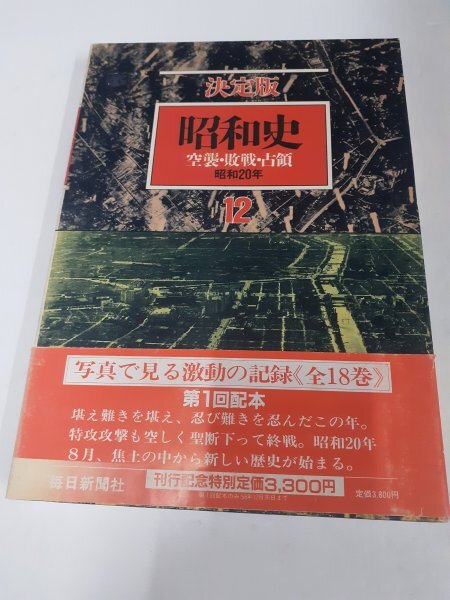 決定版
昭和史
空襲・敗戦・占領
昭和20年
12
写真で見る激動の記録《全18巻》
第1回配本
堪え難きを堪え、忍び難きを忍んだこの年。
特攻攻撃も空しく聖断下って終戦。昭和20年
8月、焦土の中から新しい歴史が始まる。
毎日新聞社
刊行記念特別定価3,300円
定価3,800円